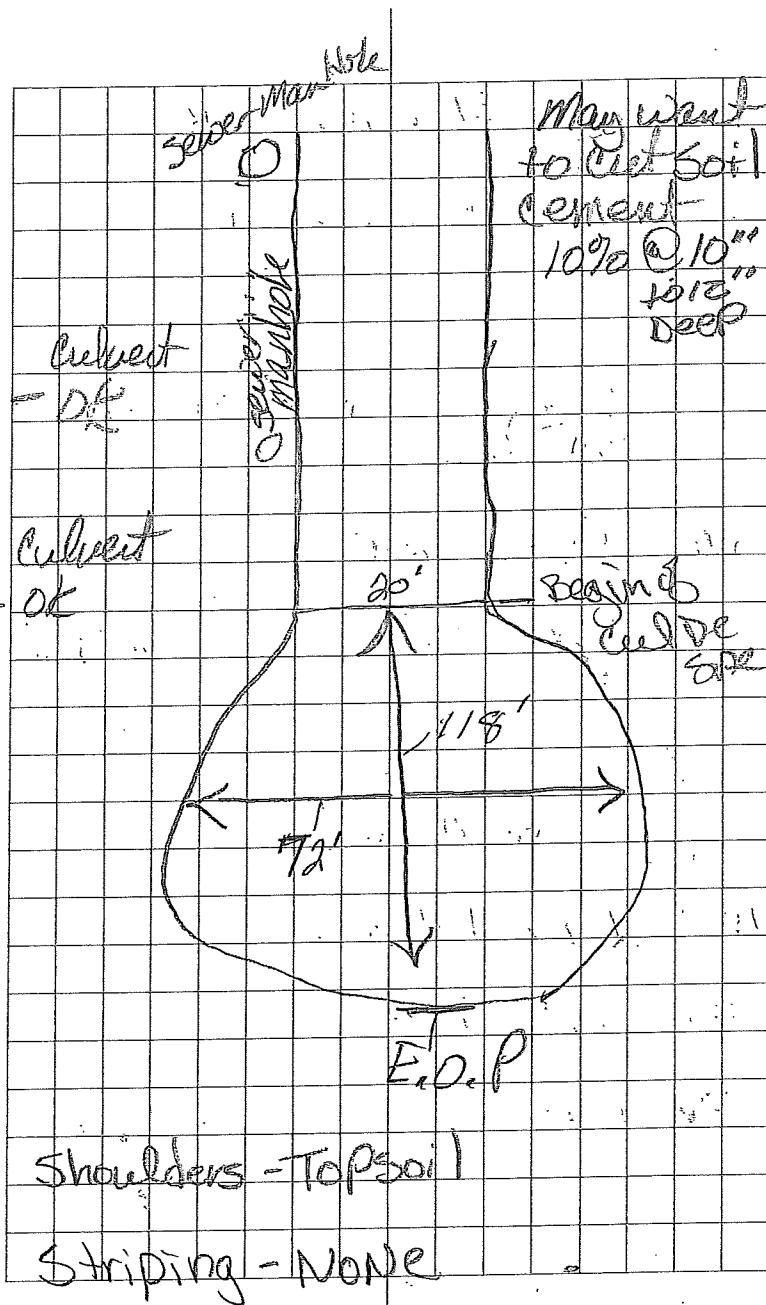 Sewer Man Hole
May want
to Cut Soil
Cement
10% @ 10"
to 12"
Deep
Sewer
manhole
Culvert
- OK
Culvert
OK
20'
Begin of
Cul De
Sac
118'
72'
E.O.P
Shoulders - Topsoil
Striping - NONE